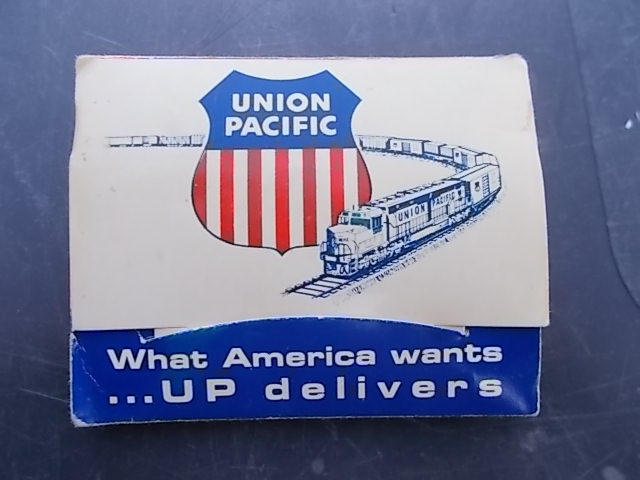 UNION
PACIFIC
UNION PACIFIC
What America wants
...UP delivers